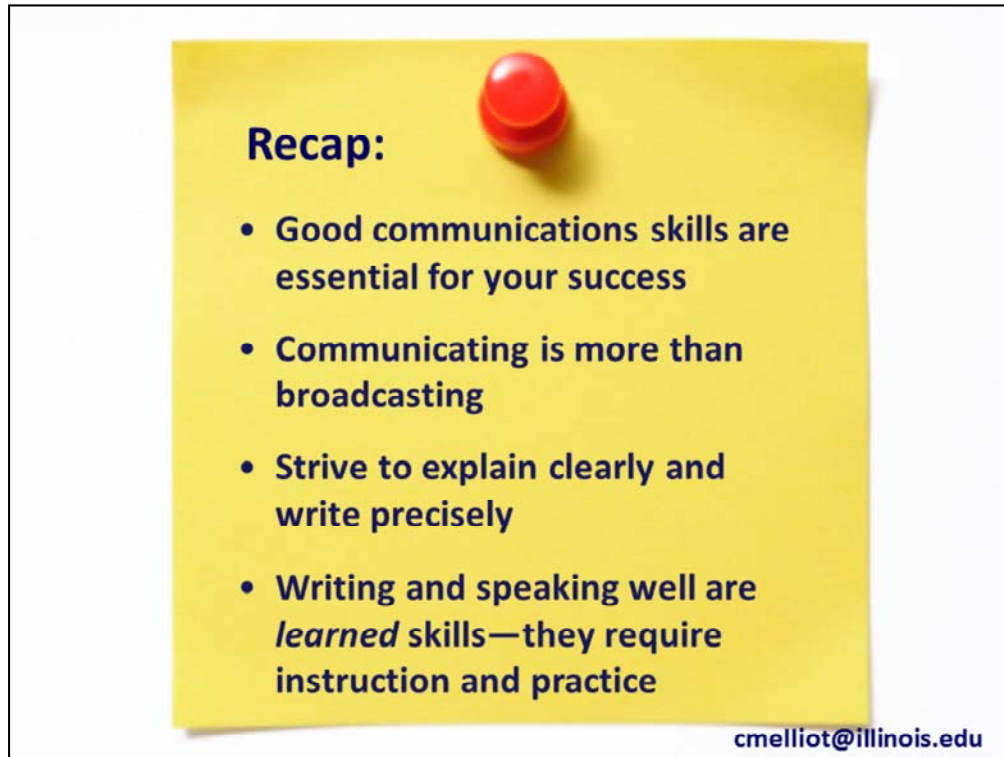 Recap:
• Good communications skills are
essential for your success
• Communicating is more than
broadcasting
• Strive to explain clearly and
write precisely
• Writing and speaking well are
learned skills—they require
instruction and practice
cmelliot@illinois.edu